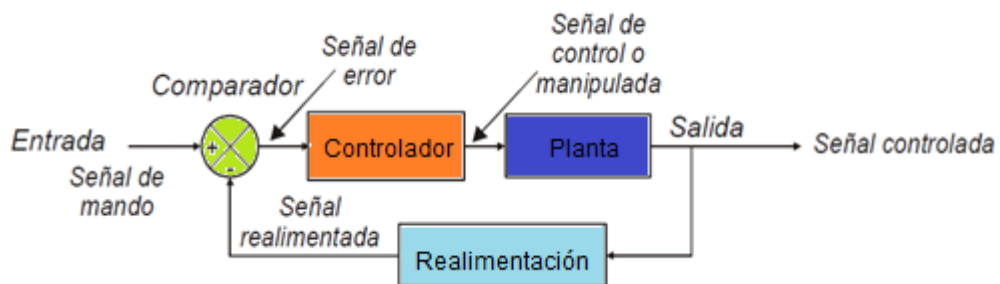 Señal de
error
Señal de
control o
manipulada
Comparador
Entrada
+
-
Controlador
Planta
Salida
Señal controlada
Señal de
mando
Señal
realimentada
Realimentación